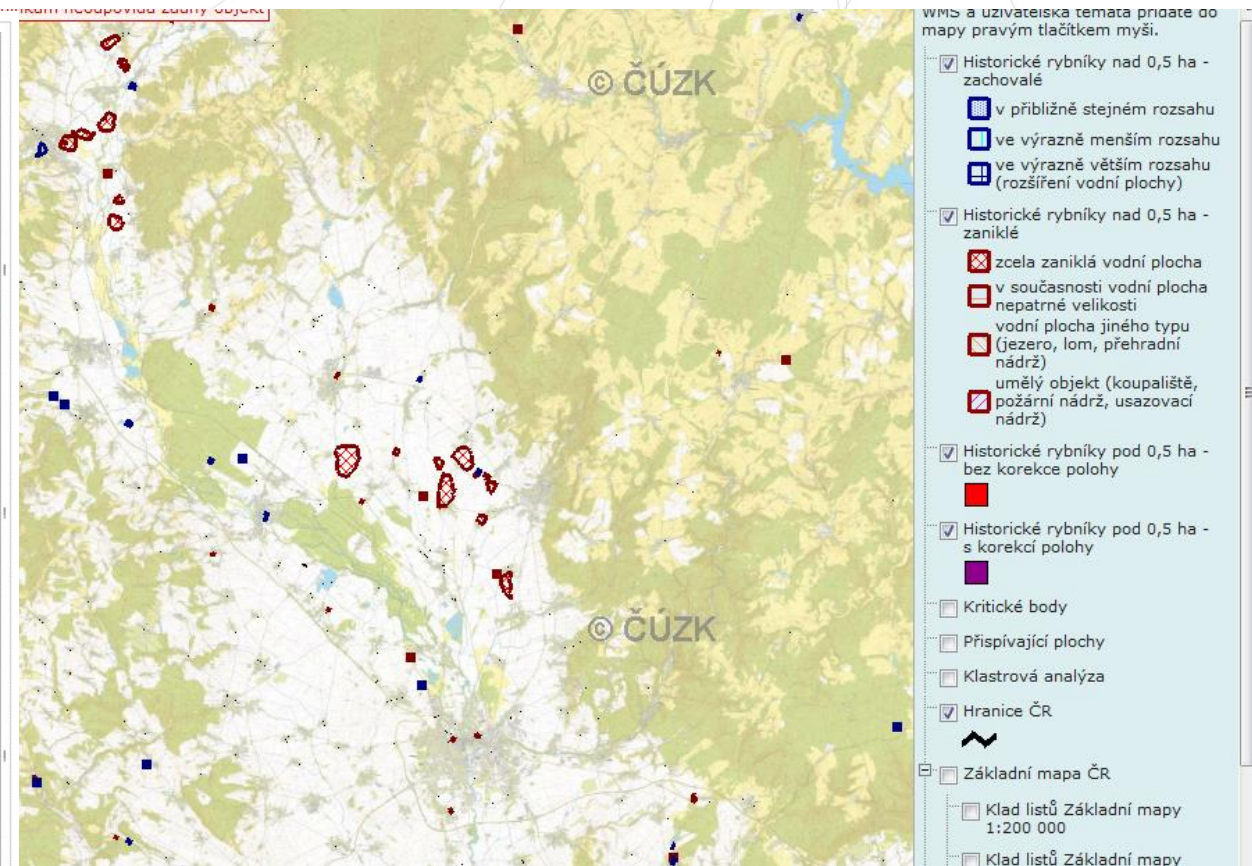 neodpovídá žádný objekt
© ČÚZK
© ČÚZK
WMS a uživatelská témata přidáte do
mapy pravým tlačítkem myši.
Historické rybníky nad 0,5 ha -
zachovalé
v přibližně stejném rozsahu
ve výrazně menším rozsahu
ve výrazně větším rozsahu
(rozšíření vodní plochy)
Historické rybníky nad 0,5 ha -
zaniklé
zcela zaniklá vodní plocha
v současnosti vodní plocha
nepatrné velikosti
vodní plocha jiného typu
(jezero, lom, přehradní
nádrž)
umělý objekt (koupaliště,
požární nádrž, usazovací
nádrž)
Historické rybníky pod 0,5 ha -
bez korekce polohy
Historické rybníky pod 0,5 ha -
s korekcí polohy
Kritické body
Přispívající plochy
Klastrová analýza
Hranice ČR
Základní mapa ČR
Klad listů Základní mapy
1:200 000
Klad listů Základní mapy